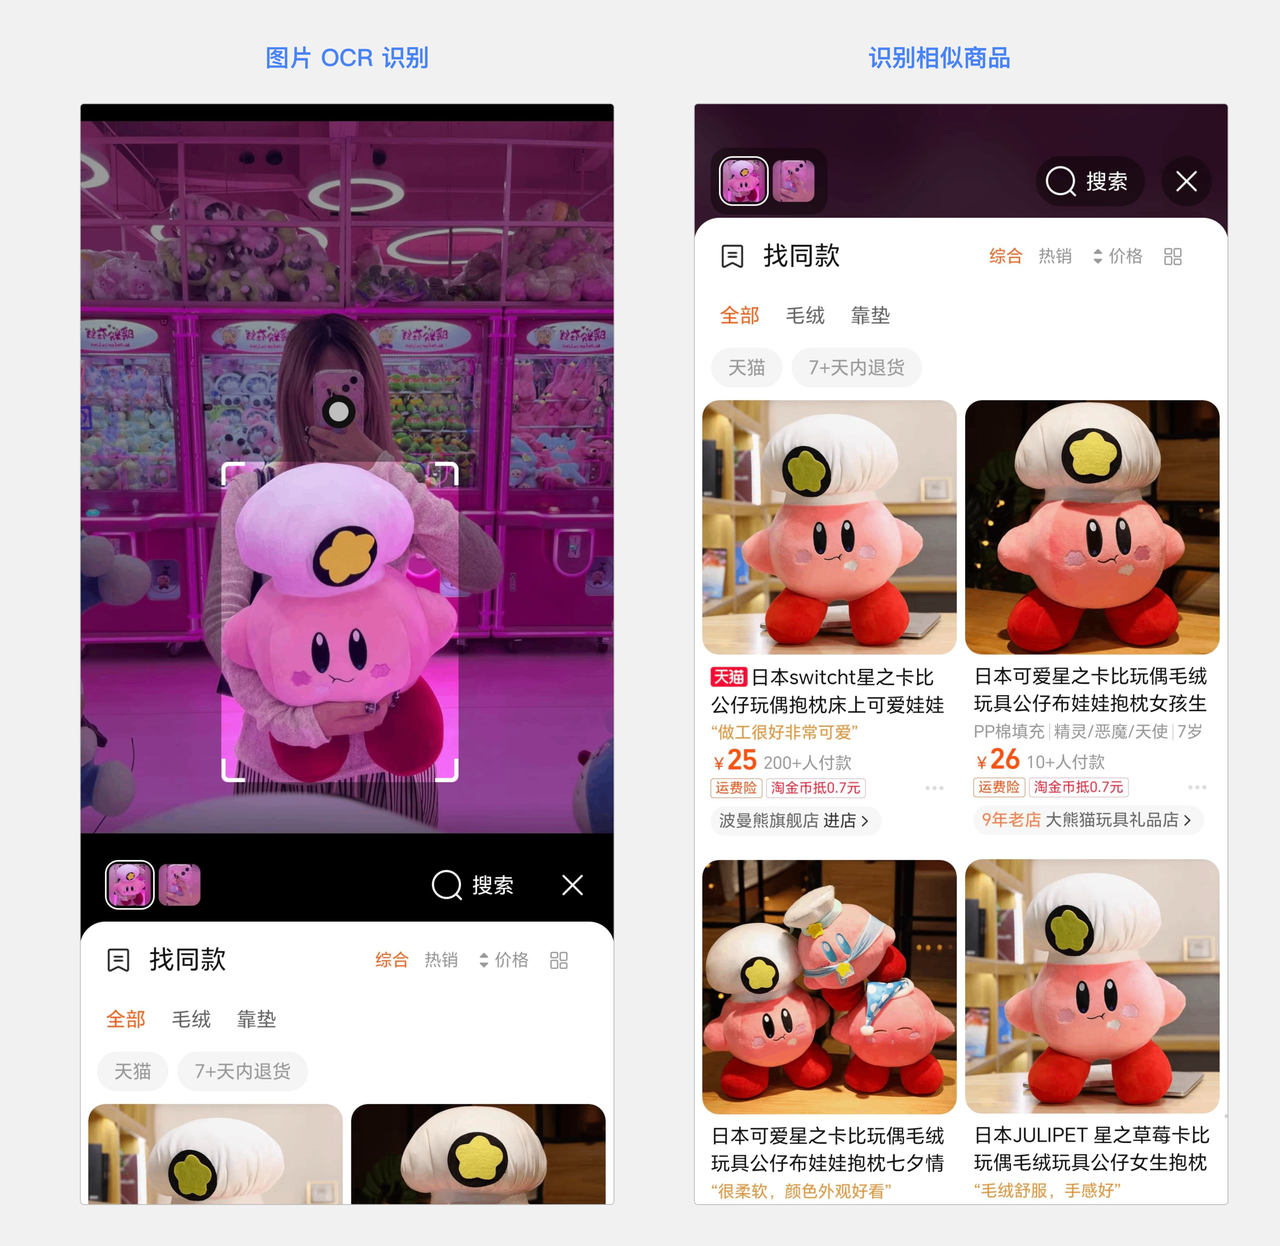 图片 OCR 识别
识别相似商品
搜索
找同款
综合 热销 价格
全部 毛绒 靠垫
天猫 7+天内退货
搜索
找同款
综合 热销 价格
全部 毛绒 靠垫
天猫 7+天内退货
天猫 日本switcht星之卡比
公仔玩偶抱枕床上可爱娃娃
“做工很好非常可爱”
¥25 200+人付款
运费险 淘金币抵0.7元
波曼熊旗舰店 进店
日本可爱星之卡比玩偶毛绒
玩具公仔布娃娃抱枕女孩生
PP棉填充 | 精灵/恶魔/天使 | 7岁
¥26 10+人付款
运费险 淘金币抵0.7元
9年老店 大熊猫玩具礼品店
日本可爱星之卡比玩偶毛绒
玩具公仔布娃娃抱枕七夕情
“很柔软，颜色外观好看”
日本JULIPET 星之草莓卡比
玩偶毛绒玩具公仔女生抱枕
“毛绒舒服，手感好”